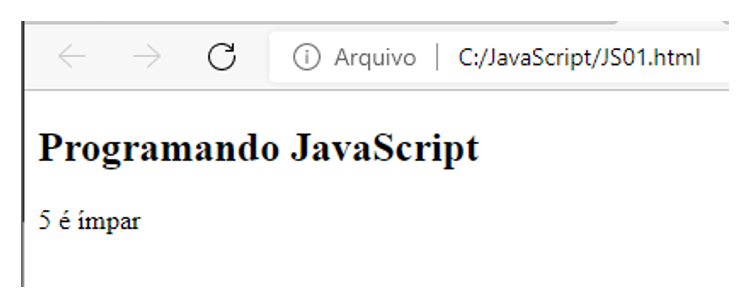 Arquivo C:/JavaScript/JS01.html
Programando JavaScript
5 é ímpar